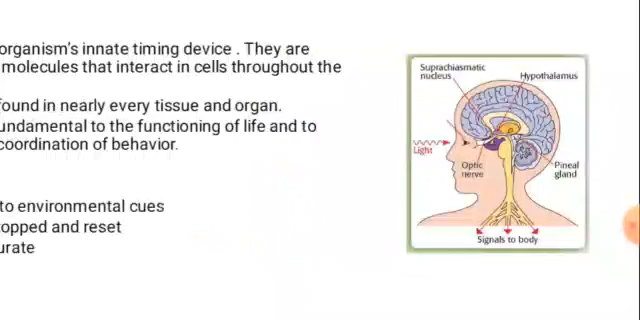 organism's innate timing device . They are
molecules that interact in cells throughout the
found in nearly every tissue and organ.
undamental to the functioning of life and to
coordination of behavior.
to environmental cues
topped and reset
urate
Suprachiasmatic
nucleus
Hypothalamus
Light
Optic
nerve
Pineal
gland
Signals to body